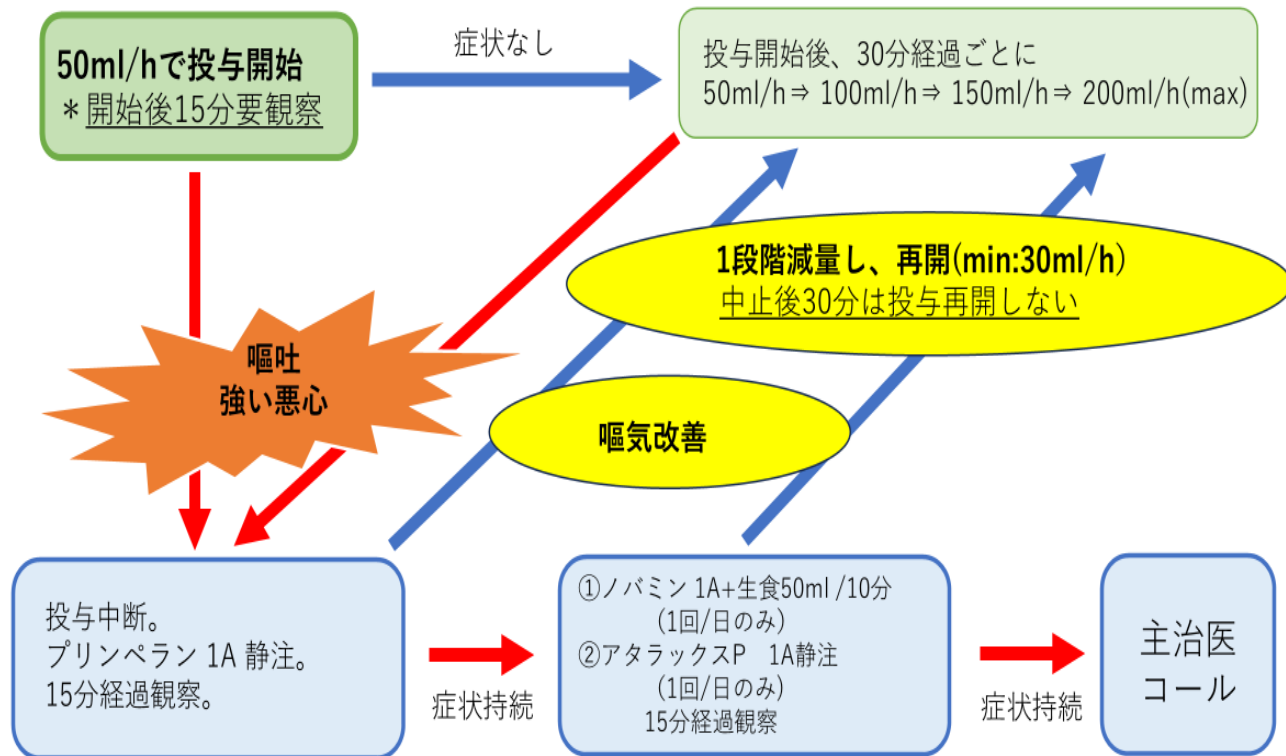 50ml/hで投与開始
＊開始後15分要観察
症状なし
投与開始後、30分経過ごとに
50ml/h⇒ 100ml/h⇒ 150ml/h⇒ 200ml/h(max)
1段階減量し、再開(min:30ml/h)
中止後30分は投与再開しない
嘔吐
強い悪心
嘔気改善
投与中断。
プリンペラン 1A 静注。
15分経過観察。
症状持続
①ノバミン 1A+生食50ml /10分
(1回/日のみ)
②アタラックスP 1A静注
(1回/日のみ)
15分経過観察
症状持続
主治医
コール